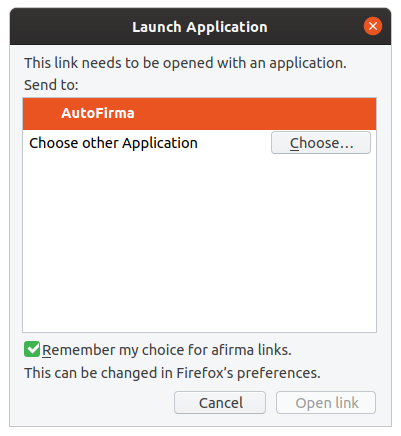 Launch Application
This link needs to be opened with an application.
Send to:
AutoFirma
Choose other Application
Choose…
Remember my choice for afirma links.
This can be changed in Firefox’s preferences.
Cancel
Open link